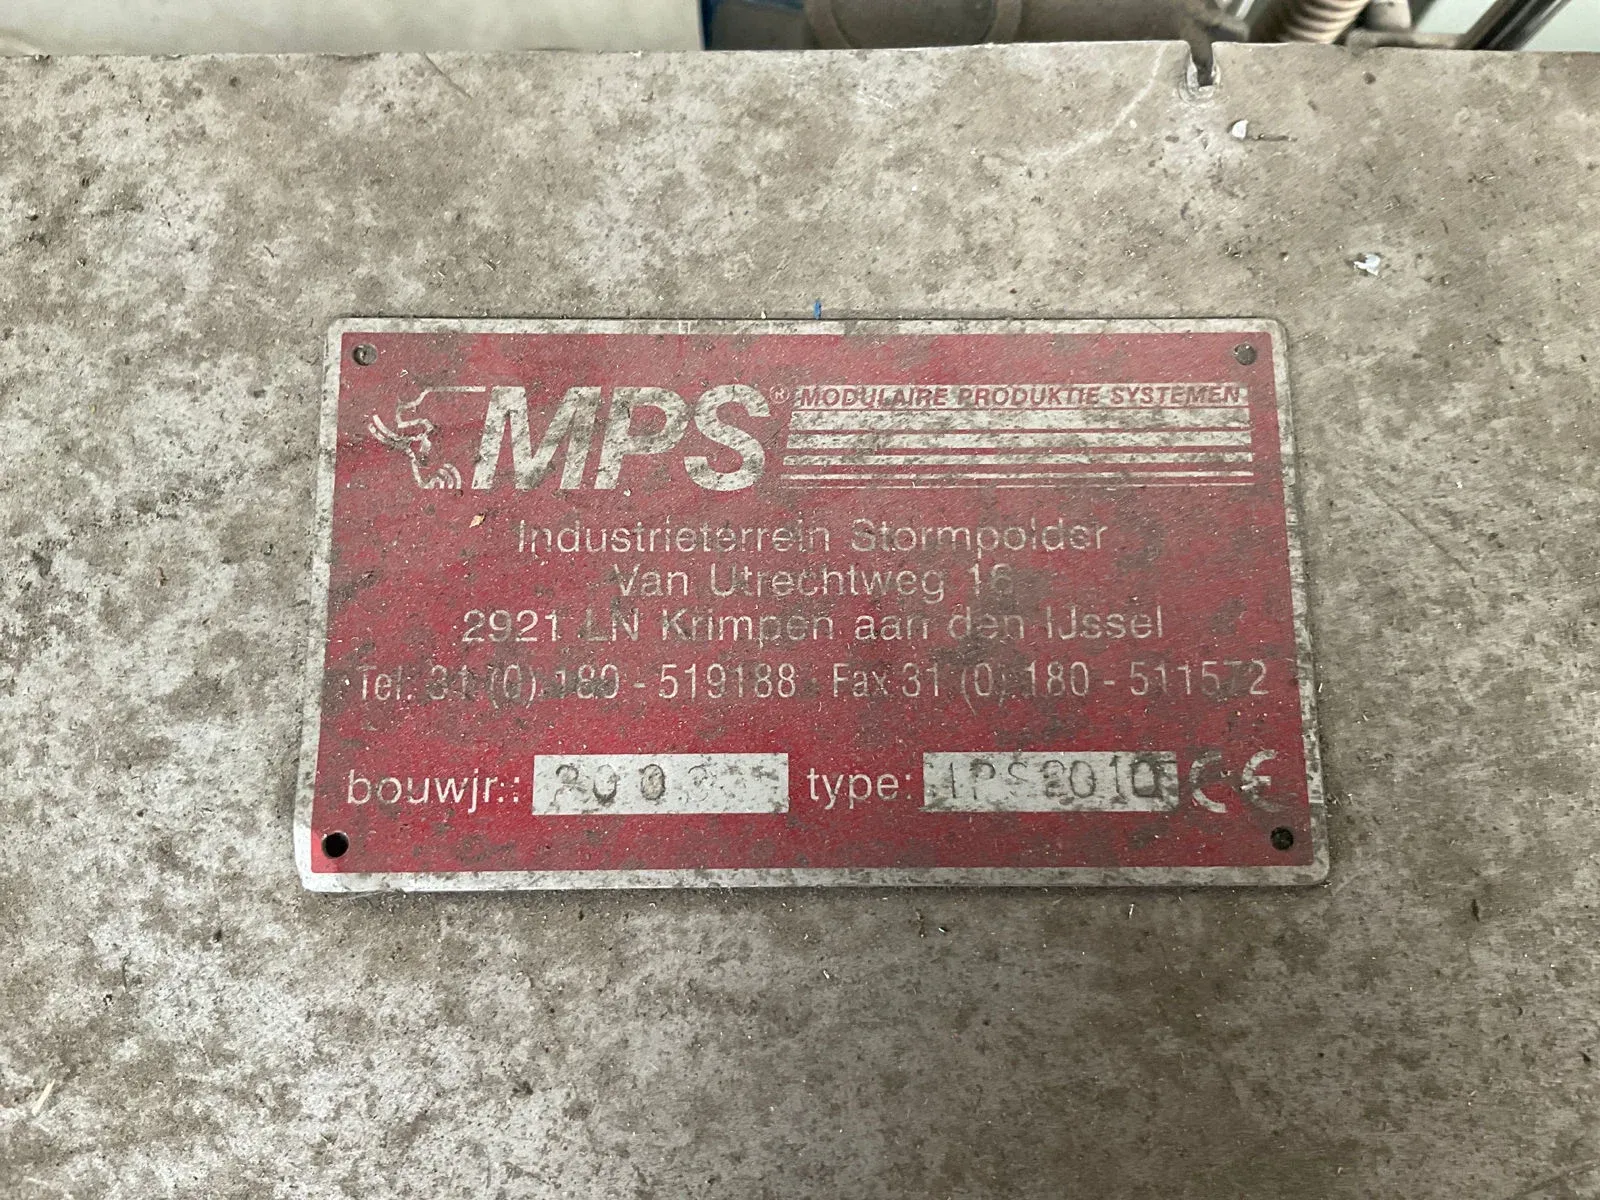 MPS® MODULAIRE PRODUKTIE SYSTEMEN
Industrieterrein Stormpolder
Van Utrechtweg 16
2921 LN Krimpen aan den IJssel
Tel. 31 (0) 180 - 519188 Fax 31 (0) 180 - 511572
bouwjr.: type: CE